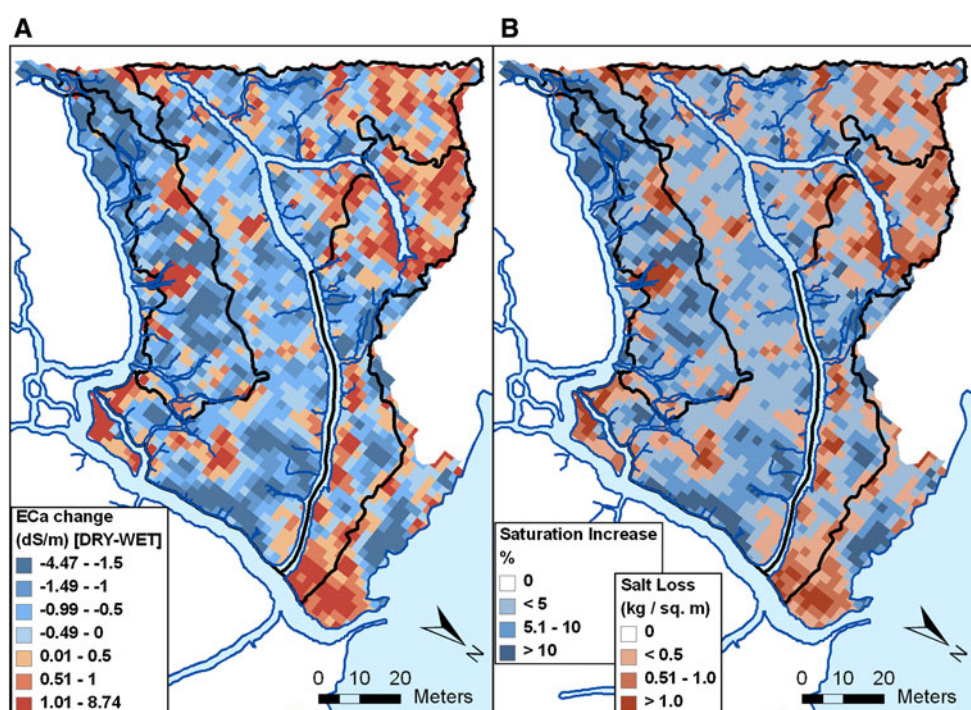 A
B
ECa change
(dS/m) [DRY-WET]
-4.47 - -1.5
-1.49 - -1
-0.99 - -0.5
-0.49 - 0
0.01 - 0.5
0.51 - 1
1.01 - 8.74
N
0 10 20
Meters
Saturation Increase
%
0
< 5
5.1 - 10
> 10
Salt Loss
(kg / sq. m)
0
< 0.5
0.51 - 1.0
> 1.0
N
0 10 20
Meters